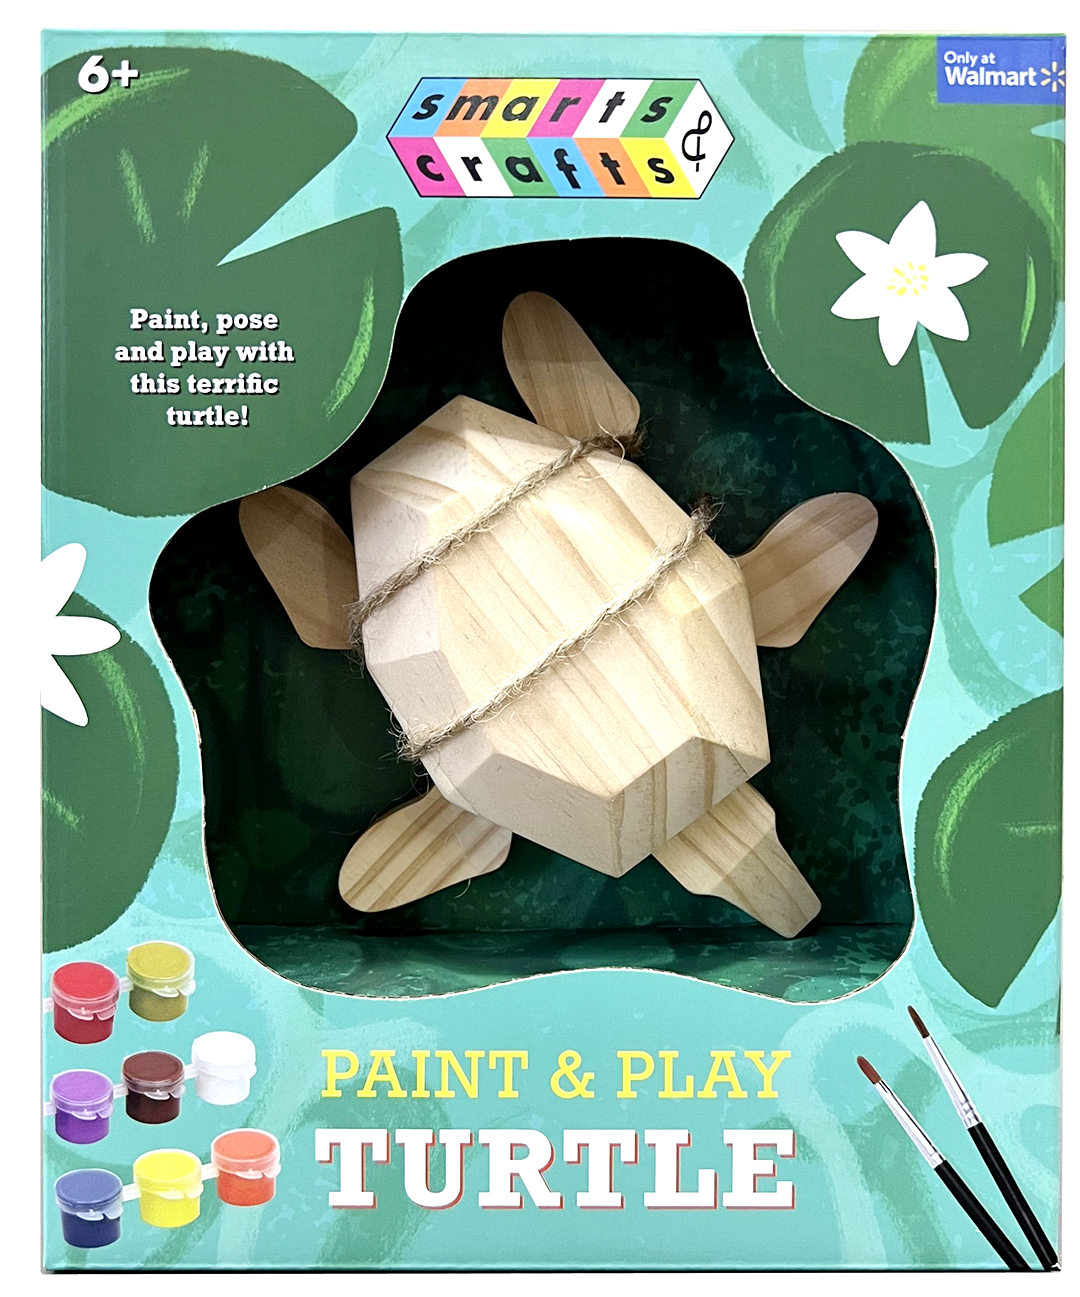 6+
smarts &
crafts
Only at
Walmart
Paint, pose
and play with
this terrific
turtle!
PAINT & PLAY
TURTLE